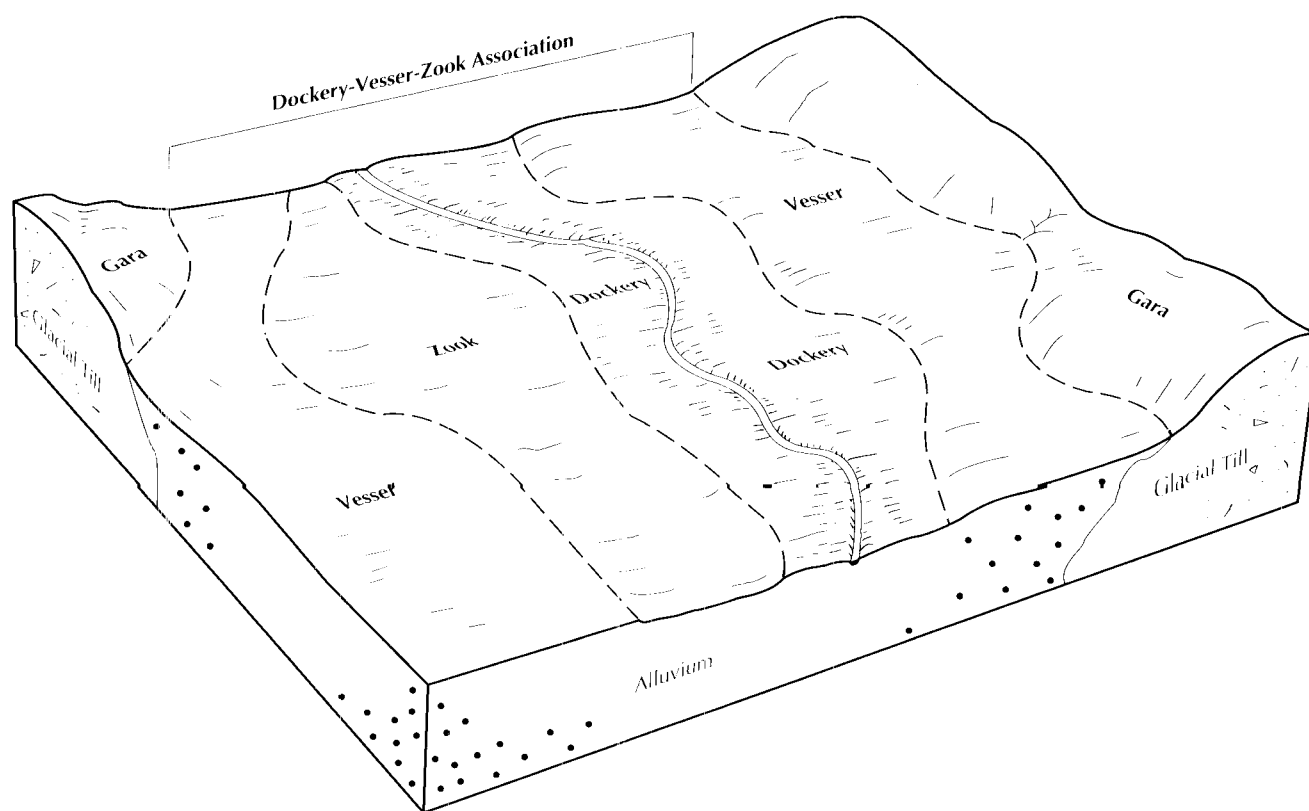 Dockery-Vesser-Zook Association
Vesser
Gara
Dockery
Gara
Glacial Till
Zook
Dockery
Vesser
Glacial Till
Alluvium